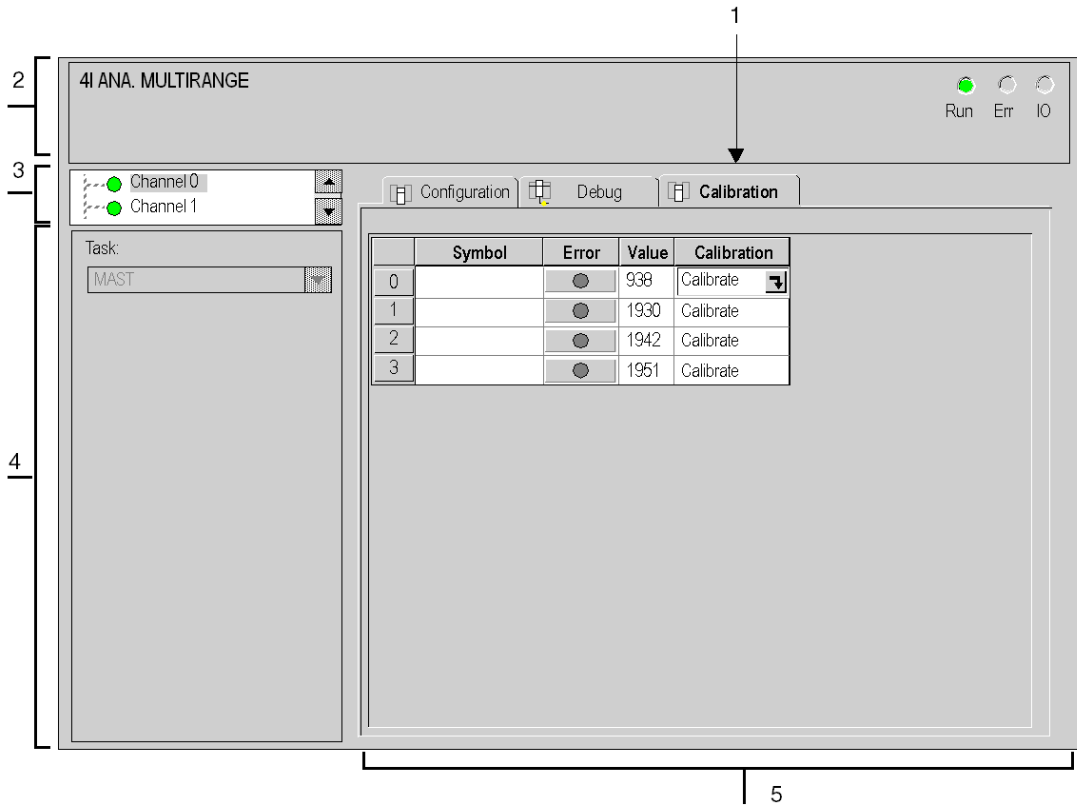 1
2
4I ANA. MULTIRANGE
Run Err IO
3
Channel 0
Channel 1
Configuration Debug Calibration
4
Task:
MAST
Symbol Error Value Calibration
0 938 Calibrate
1 1930 Calibrate
2 1942 Calibrate
3 1951 Calibrate
5